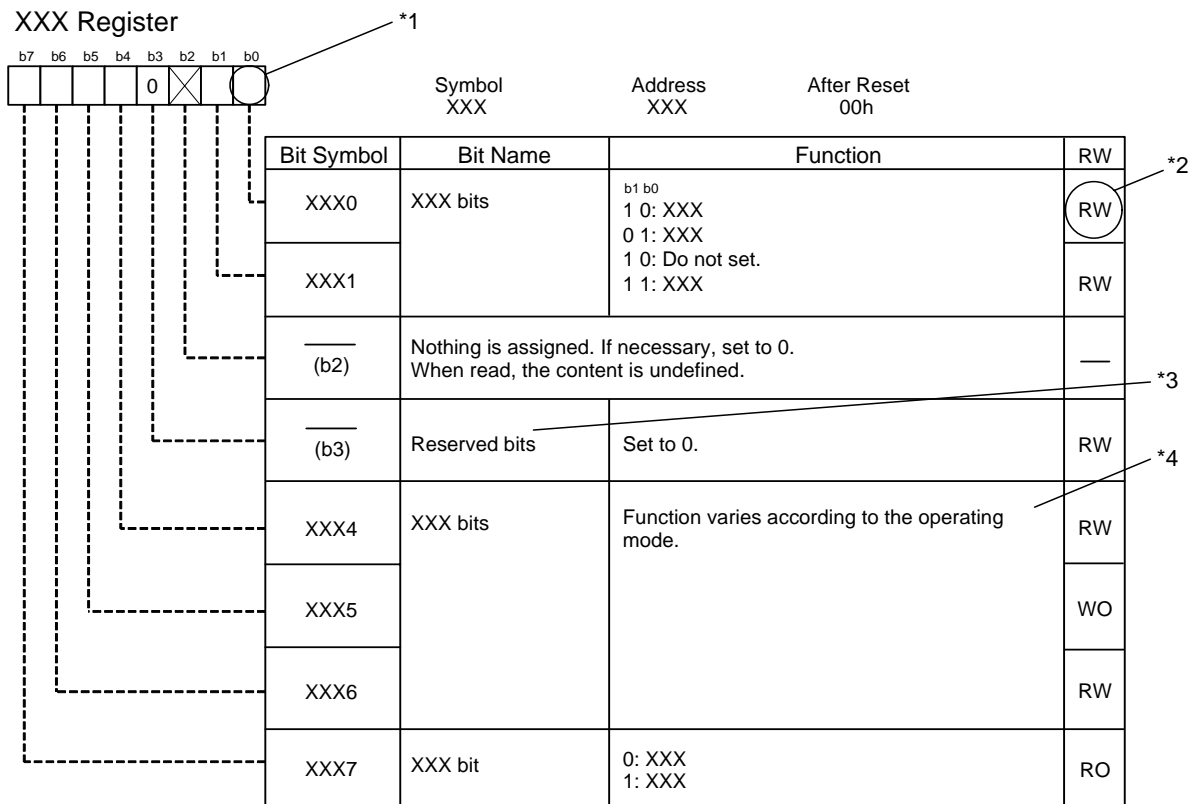 XXX Register
*1
b7 b6 b5 b4 b3 b2 b1 b0
0
Symbol Address After Reset
XXX XXX 00h
Bit Symbol Bit Name Function RW
*2
XXX0 XXX bits
b1 b0
1 0: XXX
0 1: XXX
1 0: Do not set.
1 1: XXX
RW
XXX1 RW
(b2)
Nothing is assigned. If necessary, set to 0.
When read, the content is undefined.
*3
(b3) Reserved bits Set to 0. RW
*4
XXX4 XXX bits
Function varies according to the operating
mode.
RW
XXX5 WO
XXX6 RW
XXX7 XXX bit
0: XXX
1: XXX
RO